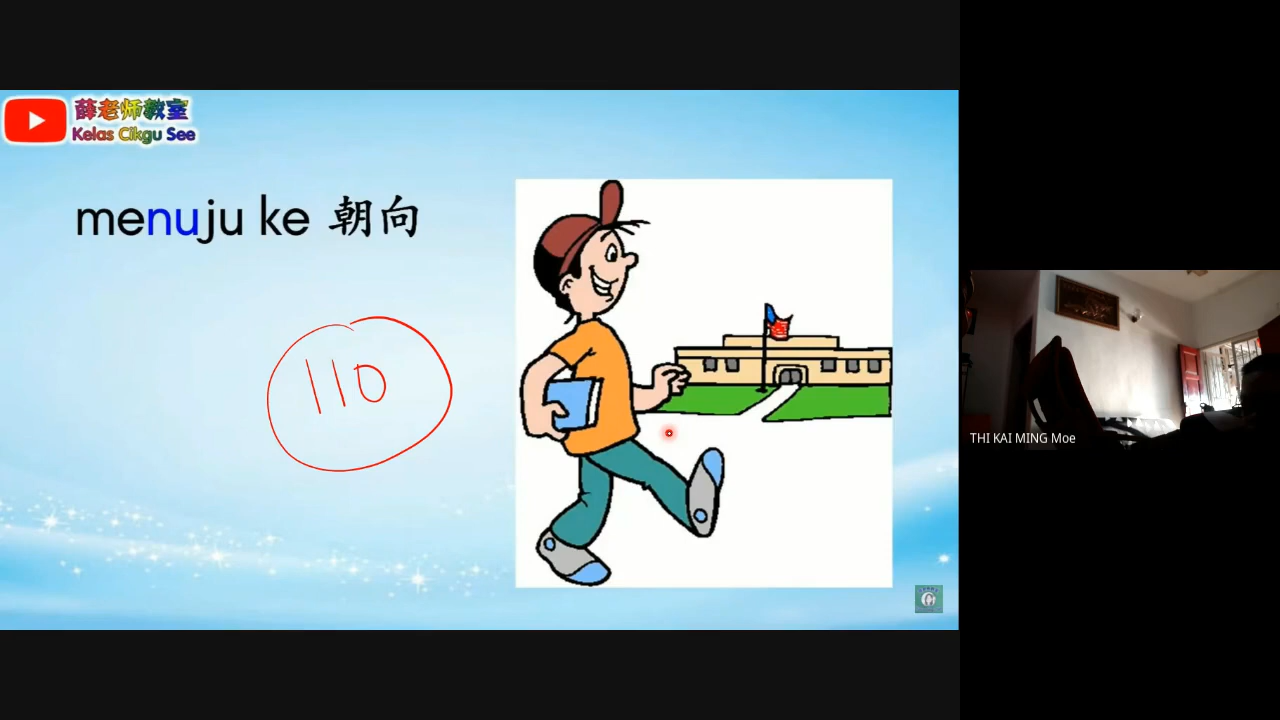 薛老师教室
Kelas Cikgu See
menuju ke 朝向
110
THI KAI MING Moe